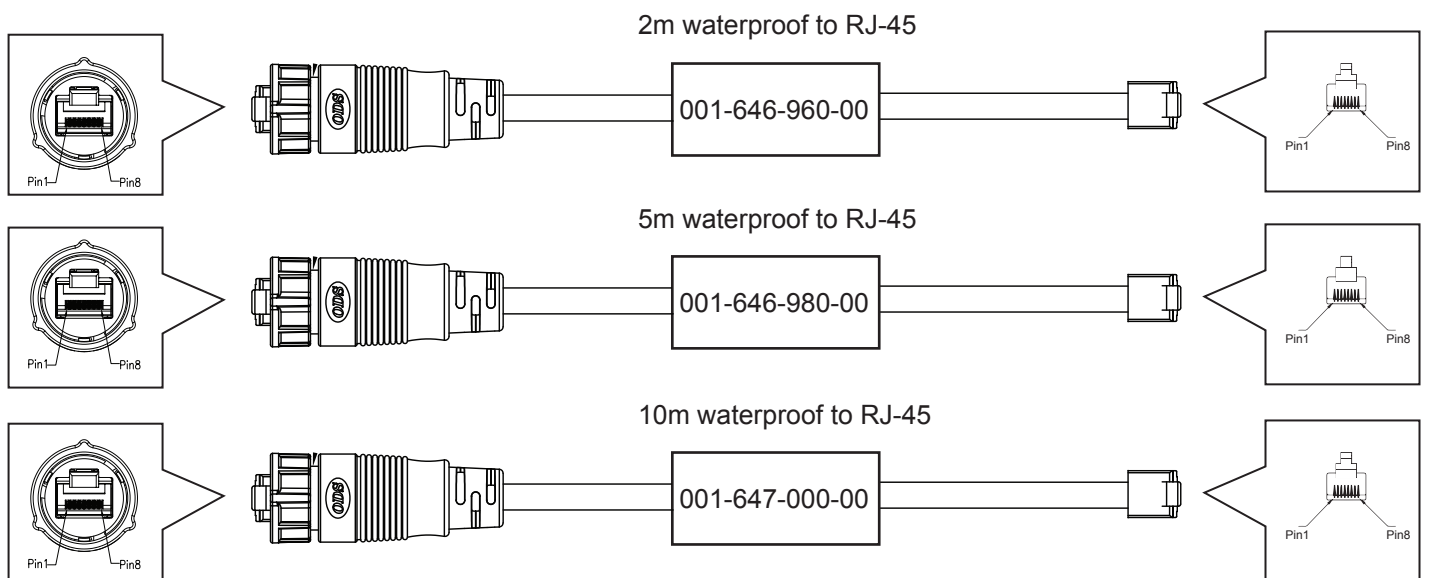 2m waterproof to RJ-45
001-646-960-00
Pin1 Pin8
ODS
Pin1 Pin8
5m waterproof to RJ-45
001-646-980-00
Pin1 Pin8
ODS
Pin1 Pin8
10m waterproof to RJ-45
001-647-000-00
Pin1 Pin8
ODS
Pin1 Pin8